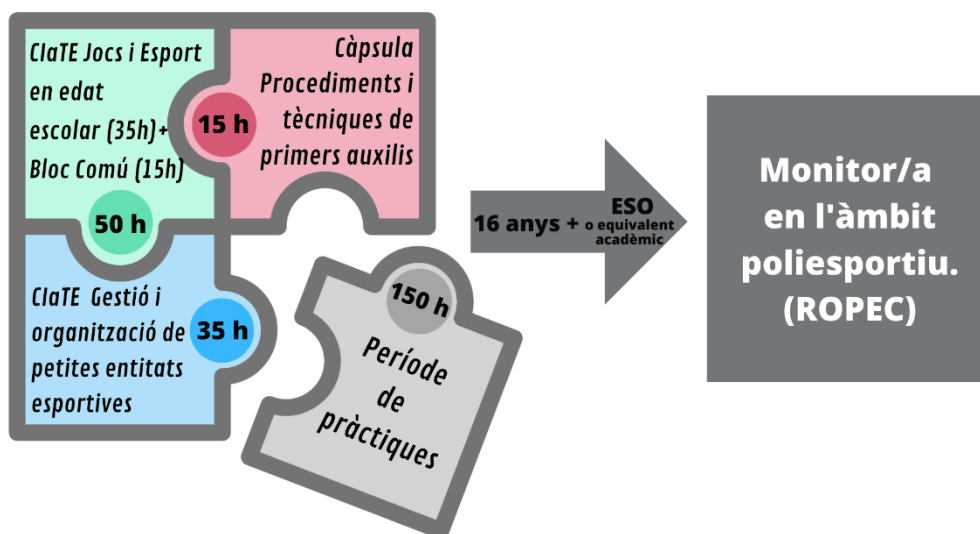 CIaTE Jocs i Esport
en edat
escolar (35h)+
Bloc Comú (15h)
50 h
Càpsula
Procediments i
tècniques de
primers auxilis
15 h
CIaTE Gestió i
organització de
petites entitats
esportives
35 h
150 h
Període
de
pràctiques
16 anys + ESO
o equivalent
acadèmic
Monitor/a
en l'àmbit
poliesportiu.
(ROPEC)